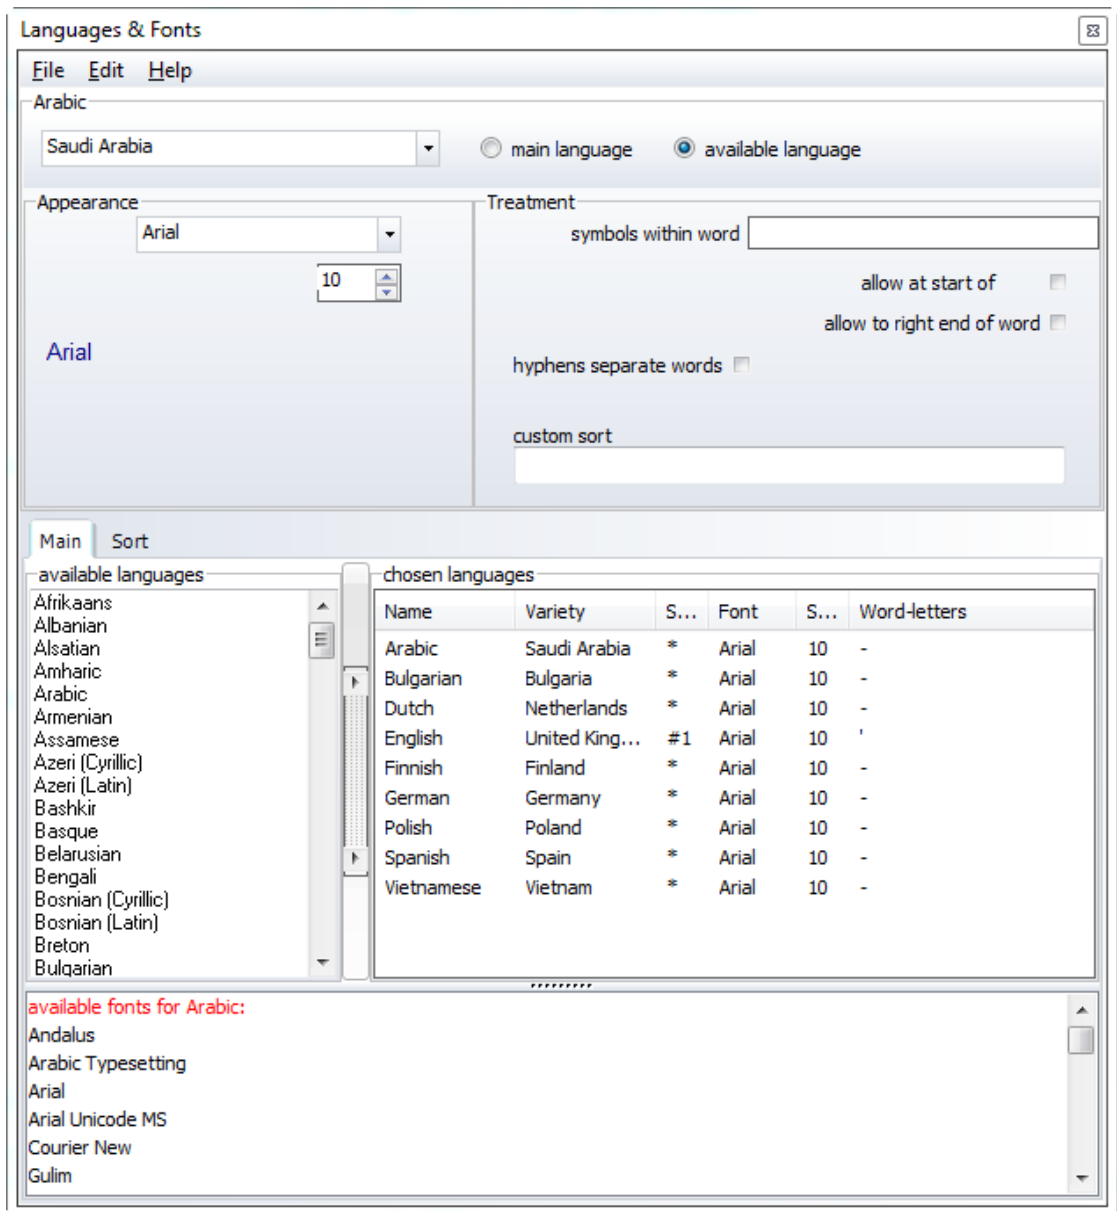 Languages & Fonts
File Edit Help
Arabic
Saudi Arabia main language available language
Appearance
Arial
10
Arial
Treatment
symbols within word
allow at start of
allow to right end of word
hyphens separate words
custom sort
Main Sort
available languages
Afrikaans
Albanian
Alsatian
Amharic
Arabic
Armenian
Assamese
Azeri (Cyrillic)
Azeri (Latin)
Bashkir
Basque
Belarusian
Bengali
Bosnian (Cyrillic)
Bosnian (Latin)
Breton
Bulgarian
chosen languages
Name Variety S... Font S... Word-letters
Arabic Saudi Arabia * Arial 10 -
Bulgarian Bulgaria * Arial 10 -
Dutch Netherlands * Arial 10 -
English United King... #1 Arial 10 '
Finnish Finland * Arial 10 -
German Germany * Arial 10 -
Polish Poland * Arial 10 -
Spanish Spain * Arial 10 -
Vietnamese Vietnam * Arial 10 -
available fonts for Arabic:
Andalus
Arabic Typesetting
Arial
Arial Unicode MS
Courier New
Gulim